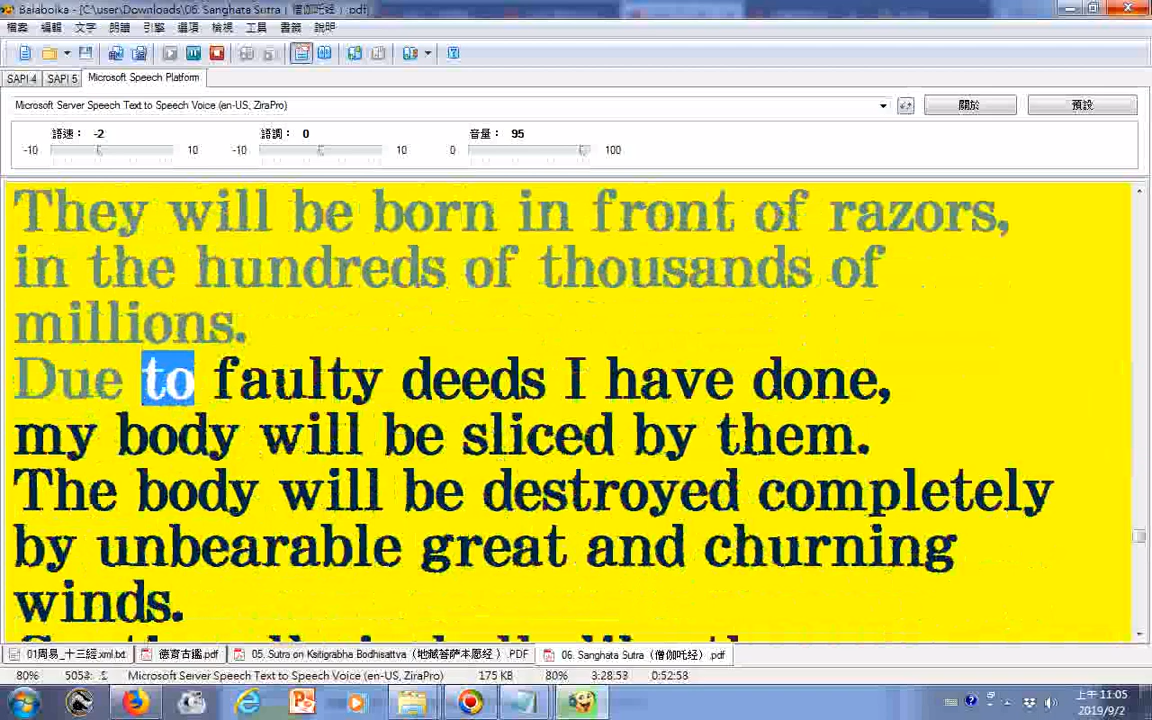 Balabolka - [C:\user\Downloads\06. Sanghata Sutra（僧伽吒经）.pdf]
檔案 編輯 文字 朗讀 引擎 選項 檢視 工具 書籤 說明
SAPI 4 SAPI 5 Microsoft Speech Platform
Microsoft Server Speech Text to Speech Voice (en-US, ZiraPro) 關於 預設
語速： -2 語調： 0 音量： 95
-10 10 -10 10 0 100
They will be born in front of razors,
in the hundreds of thousands of
millions.
Due to faulty deeds I have done,
my body will be sliced by them.
The body will be destroyed completely
by unbearable great and churning
winds.
01周易_十三經.xml.txt 德育古鑑.pdf 05. Sutra on Ksitigrabha Bodhisattva（地藏菩萨本愿经）.PDF 06. Sanghata Sutra（僧伽吒经）.pdf
80% Microsoft Server Speech Text to Speech Voice (en-US, ZiraPro) 175 KB 80% 3:28:53 0:52:58
上午 11:05
2019/9/2